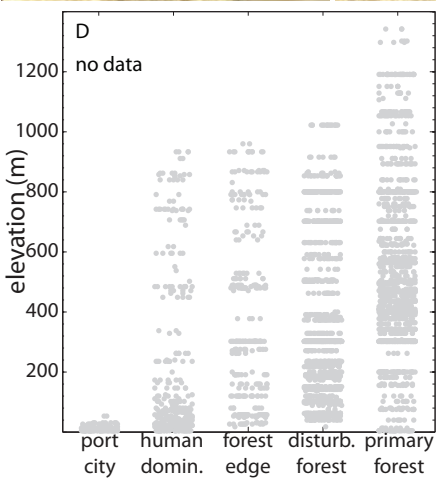 D
no data
1200
1000
800
600
400
200
elevation (m)
port city
human domin.
forest edge
disturb. forest
primary forest